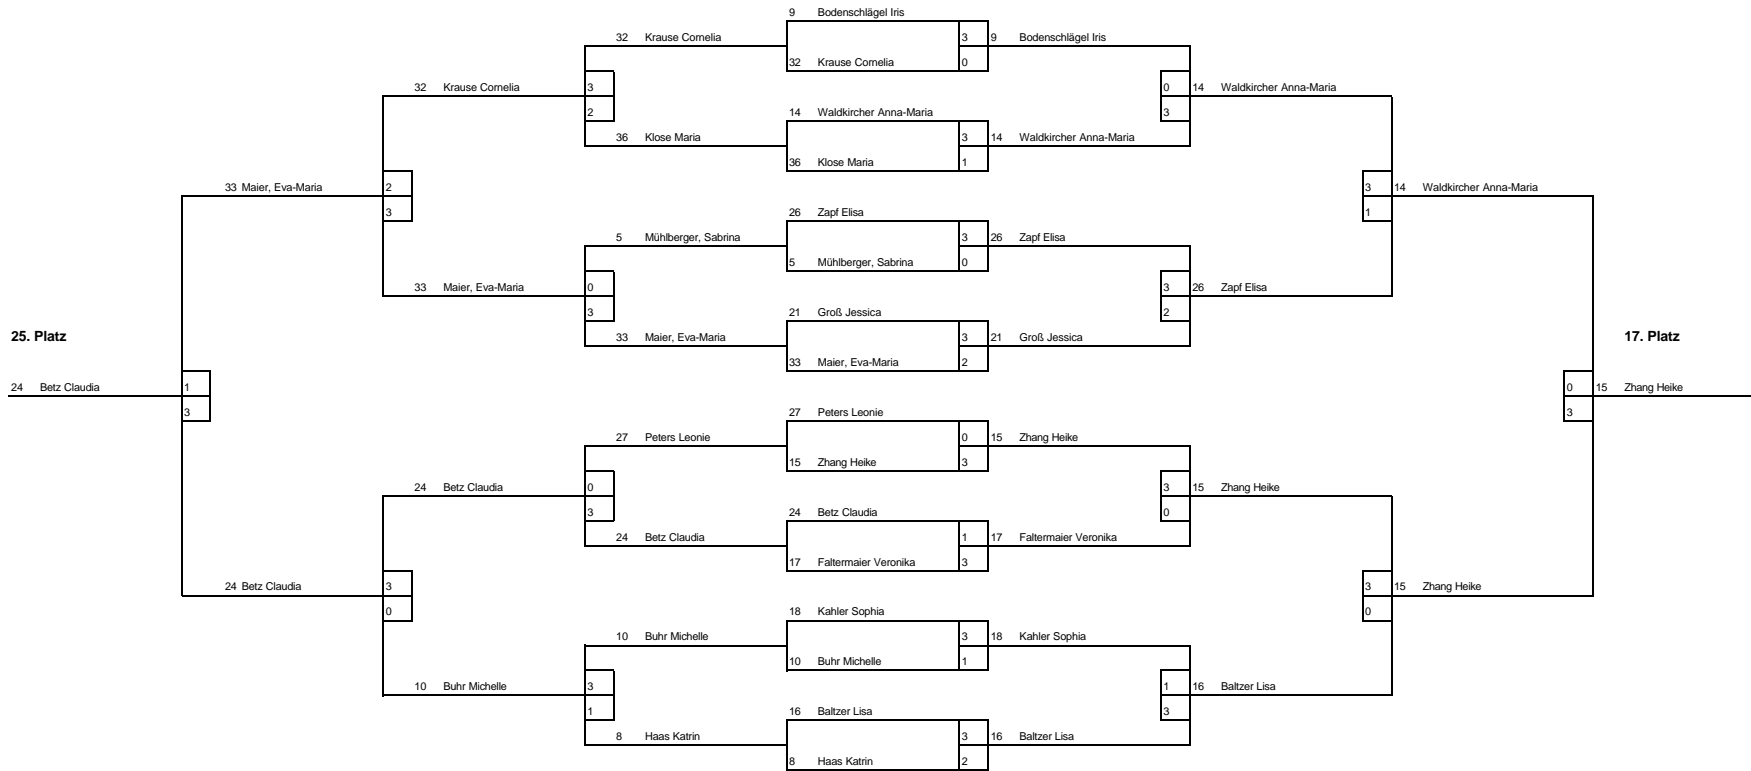 9 Bodenschlägel Iris
32 Krause Cornelia 3 9 Bodenschlägel Iris
32 Krause Cornelia 0
32 Krause Cornelia 3 0 14 Waldkircher Anna-Maria
2 14 Waldkircher Anna-Maria 3
36 Klose Maria 3 14 Waldkircher Anna-Maria
36 Klose Maria 1
33 Maier, Eva-Maria 2 3 14 Waldkircher Anna-Maria
3 26 Zapf Elisa 1
5 Mühlberger, Sabrina 3 26 Zapf Elisa
5 Mühlberger, Sabrina 0
33 Maier, Eva-Maria 0 3 26 Zapf Elisa
3 21 Groß Jessica 2
25. Platz 33 Maier, Eva-Maria 3 21 Groß Jessica 17. Platz
33 Maier, Eva-Maria 2
24 Betz Claudia 1 0 15 Zhang Heike
3 27 Peters Leonie 3
27 Peters Leonie 0 15 Zhang Heike
15 Zhang Heike 3
24 Betz Claudia 0 3 15 Zhang Heike
3 24 Betz Claudia 0
24 Betz Claudia 1 17 Faltermaier Veronika
17 Faltermaier Veronika 3
24 Betz Claudia 3 3 15 Zhang Heike
0 18 Kahler Sophia 0
10 Buhr Michelle 3 18 Kahler Sophia
10 Buhr Michelle 1
10 Buhr Michelle 3 1 16 Baltzer Lisa
1 16 Baltzer Lisa 3
8 Haas Katrin 3 16 Baltzer Lisa
8 Haas Katrin 2